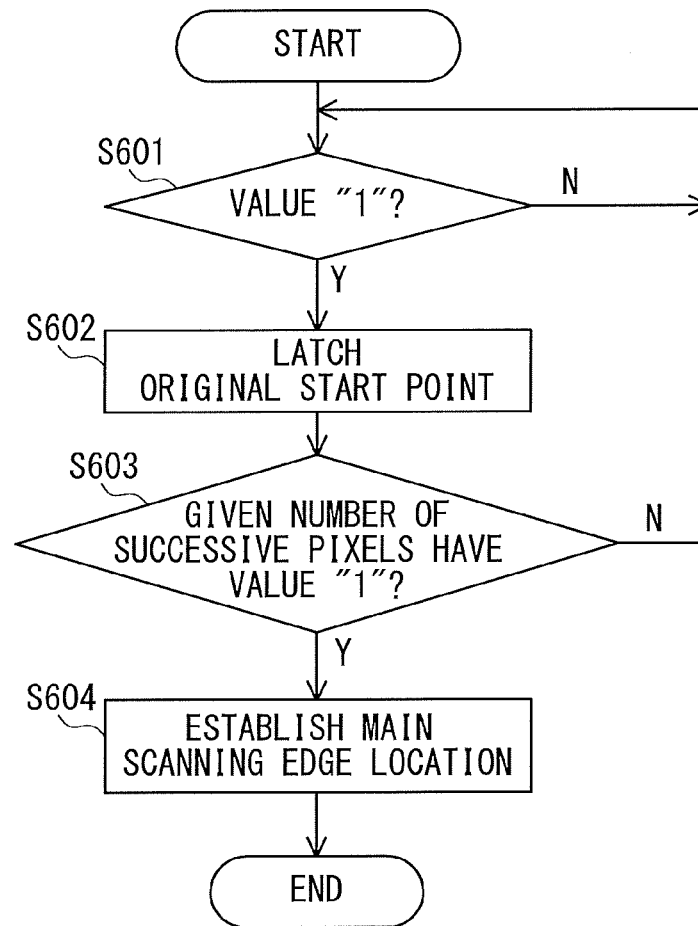 START
S601
VALUE "1"?
N
Y
S602
LATCH
ORIGINAL START POINT
S603
GIVEN NUMBER OF
SUCCESSIVE PIXELS HAVE
VALUE "1"?
N
Y
S604
ESTABLISH MAIN
SCANNING EDGE LOCATION
END